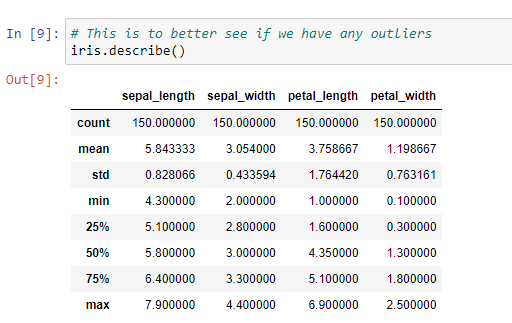 In [9]: # This is to better see if we have any outliers
iris.describe()
Out[9]:
sepal_length sepal_width petal_length petal_width
count 150.000000 150.000000 150.000000 150.000000
mean 5.843333 3.054000 3.758667 1.198667
std 0.828066 0.433594 1.764420 0.763161
min 4.300000 2.000000 1.000000 0.100000
25% 5.100000 2.800000 1.600000 0.300000
50% 5.800000 3.000000 4.350000 1.300000
75% 6.400000 3.300000 5.100000 1.800000
max 7.900000 4.400000 6.900000 2.500000